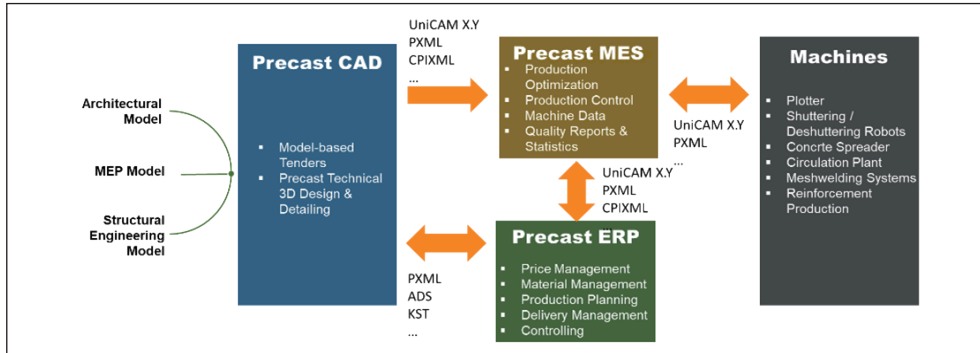 Architectural
Model
MEP Model
Structural
Engineering Model
Precast CAD
▪ Model-based
Tenders
▪ Precast Technical
3D Design &
Detailing
UniCAM X.Y
PXML
CPIXML
...
PXML
ADS
KST
...
Precast MES
▪ Production
Optimization
▪ Production Control
▪ Machine Data
▪ Quality Reports &
Statistics
UniCAM X.Y
PXML
CPIXML
...
Precast ERP
▪ Price Management
▪ Material Management
▪ Production Planning
▪ Delivery Management
▪ Controlling
UniCAM X.Y
PXML
...
Machines
▪ Plotter
▪ Shuttering /
Deshuttering Robots
▪ Concrte Spreader
▪ Circulation Plant
▪ Meshwelding Systems
▪ Reinforcement
Production